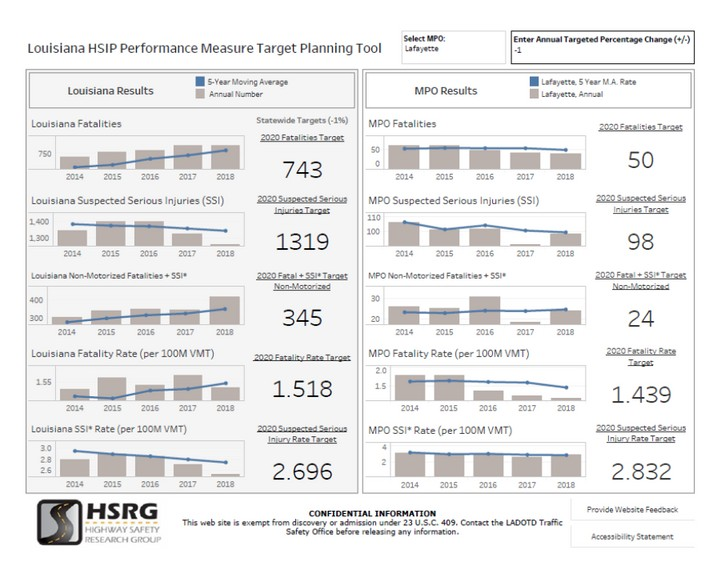 Louisiana HSIP Performance Measure Target Planning Tool
Select MPO:
Lafayette
Enter Annual Targeted Percentage Change (+/-)
-1
Louisiana Results
5-Year Moving Average
Annual Number
MPO Results
Lafayette, 5 Year M.A. Rate
Lafayette, Annual
Louisiana Fatalities
750
2014 2015 2016 2017 2018
Statewide Targets (-1%)
2020 Fatalities Target
743
MPO Fatalities
50
0
2014 2015 2016 2017 2018
2020 Fatalities Target
50
Louisiana Suspected Serious Injuries (SSI)
1,400
1,300
2014 2015 2016 2017 2018
2020 Suspected Serious
Injuries Target
1319
MPO Suspected Serious Injuries (SSI)
110
100
2014 2015 2016 2017 2018
2020 Suspected Serious
Injuries Target
98
Louisiana Non-Motorized Fatalities + SSI*
400
300
2014 2015 2016 2017 2018
2020 Fatal + SSI* Target
Non-Motorized
345
MPO Non-Motorized Fatalities + SSI*
30
20
2014 2015 2016 2017 2018
2020 Fatal + SSI* Target
Non-Motorized
24
Louisiana Fatality Rate (per 100M VMT)
1.55
2014 2015 2016 2017 2018
2020 Fatality Rate Target
1.518
MPO Fatality Rate (per 100M VMT)
2.0
1.5
2014 2015 2016 2017 2018
2020 Fatality Rate
Target
1.439
Louisiana SSI* Rate (per 100M VMT)
3.0
2.8
2.6
2014 2015 2016 2017 2018
2020 Suspected Serious
Injury Rate Target
2.696
MPO SSI* Rate (per 100M VMT)
4
2
2014 2015 2016 2017 2018
2020 Suspected Serious
Injury Rate Target
2.832
HSRG
HIGHWAY SAFETY
RESEARCH GROUP
CONFIDENTIAL INFORMATION
This web site is exempt from discovery or admission under 23 U.S.C. 409. Contact the LADOTD Traffic
Safety Office before releasing any information.
Provide Website Feedback
Accessibility Statement